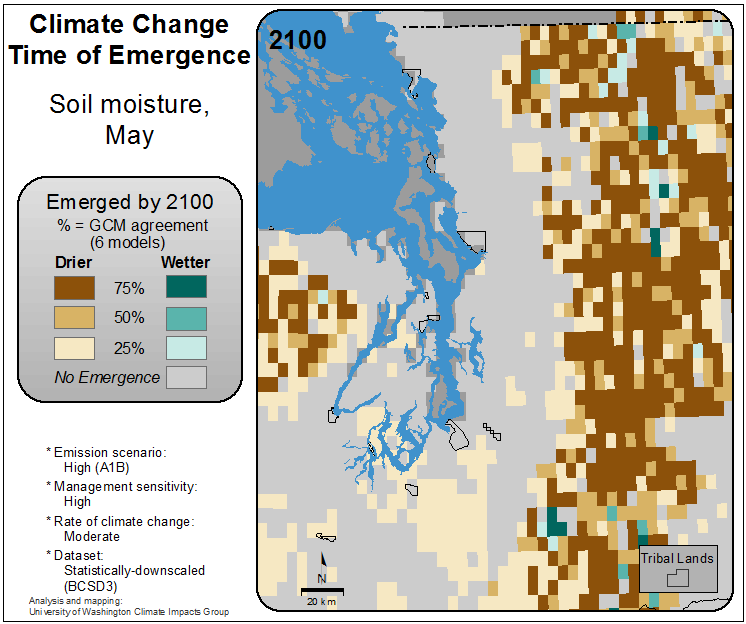 Climate Change
Time of Emergence
Soil moisture,
May
Emerged by 2100
% = GCM agreement
(6 models)
Drier Wetter
75%
50%
25%
No Emergence
* Emission scenario:
High (A1B)
* Management sensitivity:
High
* Rate of climate change:
Moderate
* Dataset:
Statistically-downscaled
(BCSD3)
Analysis and mapping:
University of Washington Climate Impacts Group
2100
N
20 km
Tribal Lands